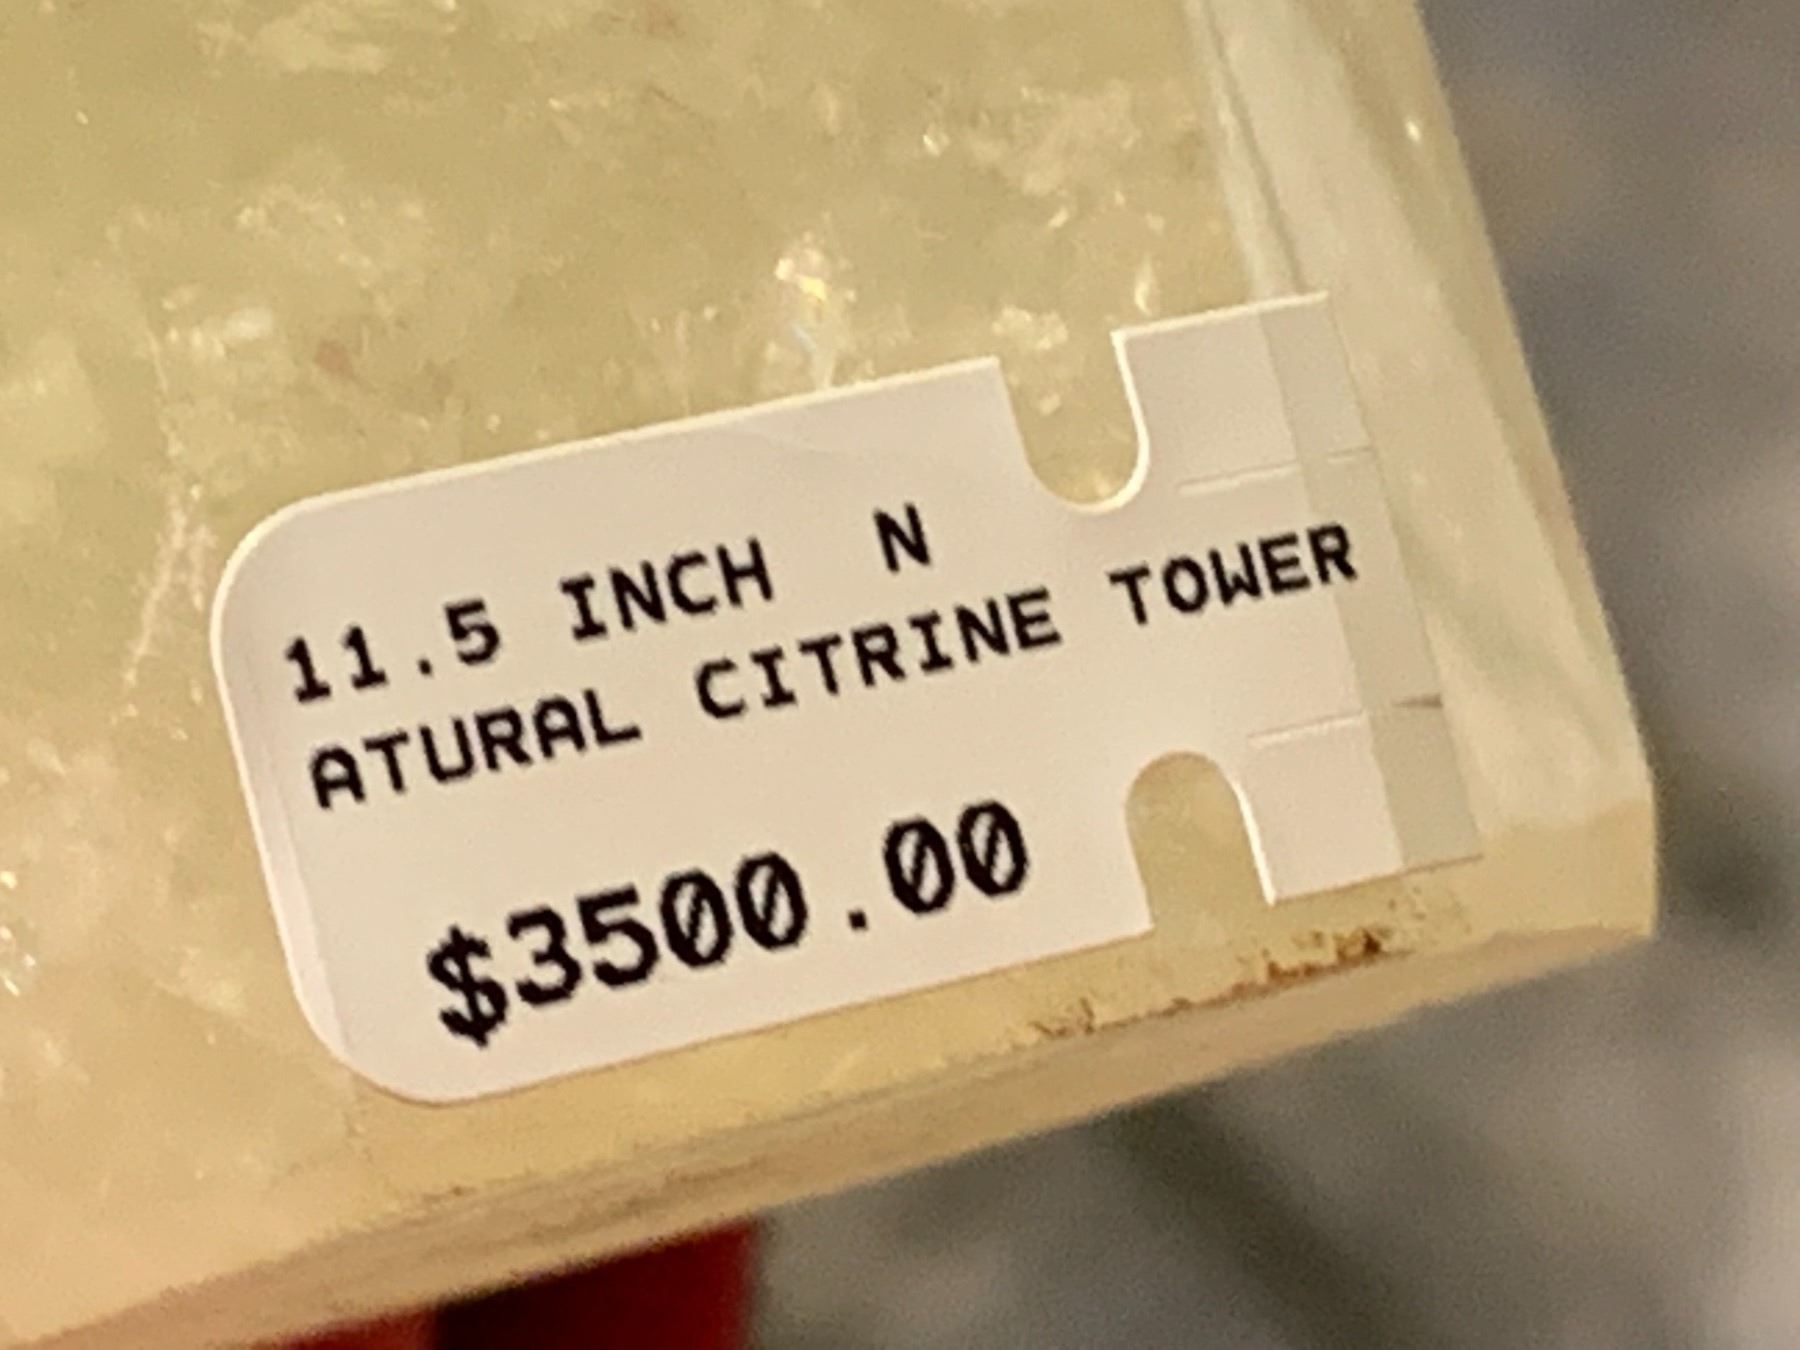 11.5 INCH N
ATURAL CITRINE TOWER
$3500.00